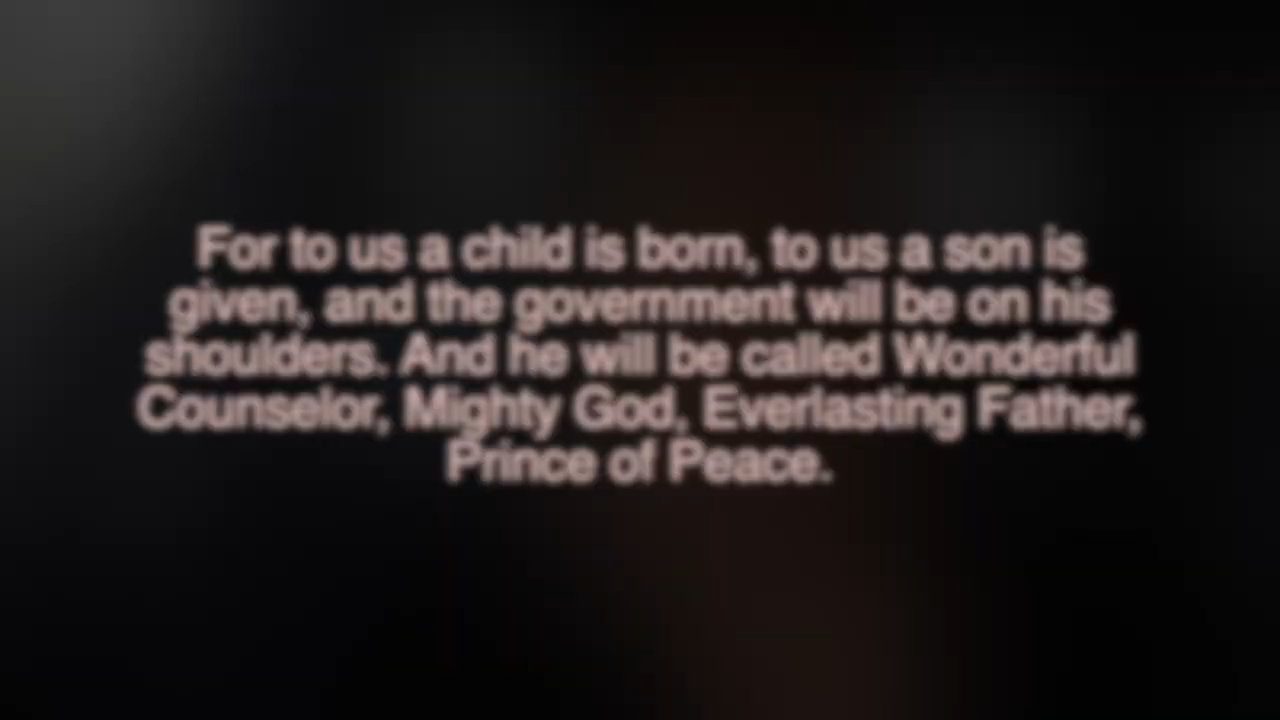 For to us a child is born, to us a son is
given, and the government will be on his
shoulders. And he will be called Wonderful
Counselor, Mighty God, Everlasting Father,
Prince of Peace.